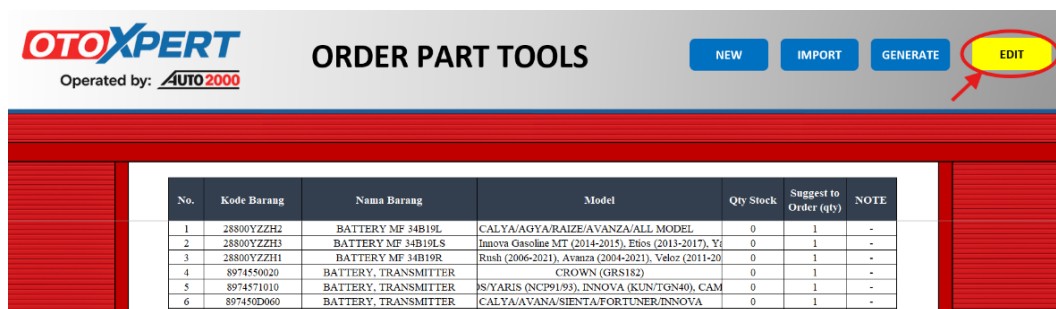 OTOXPERT
Operated by: AUTO2000
ORDER PART TOOLS
NEW IMPORT GENERATE EDIT
No. Kode Barang Nama Barang Model Qty Stock Suggest to Order (qty) NOTE
1 28800YZZH2 BATTERY MF 34B19L CALYA/AGYA/RAIZE/AVANZA/ALL MODEL 0 1 -
2 28800YZZH3 BATTERY MF 34B19LS Innova Gasoline MT (2014-2015), Etios (2013-2017), Ya 0 1 -
3 28800YZZH1 BATTERY MF 34B19R Rush (2006-2021), Avanza (2004-2021), Veloz (2011-20 0 1 -
4 8974550020 BATTERY, TRANSMITTER CROWN (GRS182) 0 1 -
5 8974571010 BATTERY, TRANSMITTER OS/YARIS (NCP91/93), INNOVA (KUN/TGN40), CAM 0 1 -
6 897450D060 BATTERY, TRANSMITTER CALYA/AVANA/SIENTA/FORTUNER/INNOVA 0 1 -